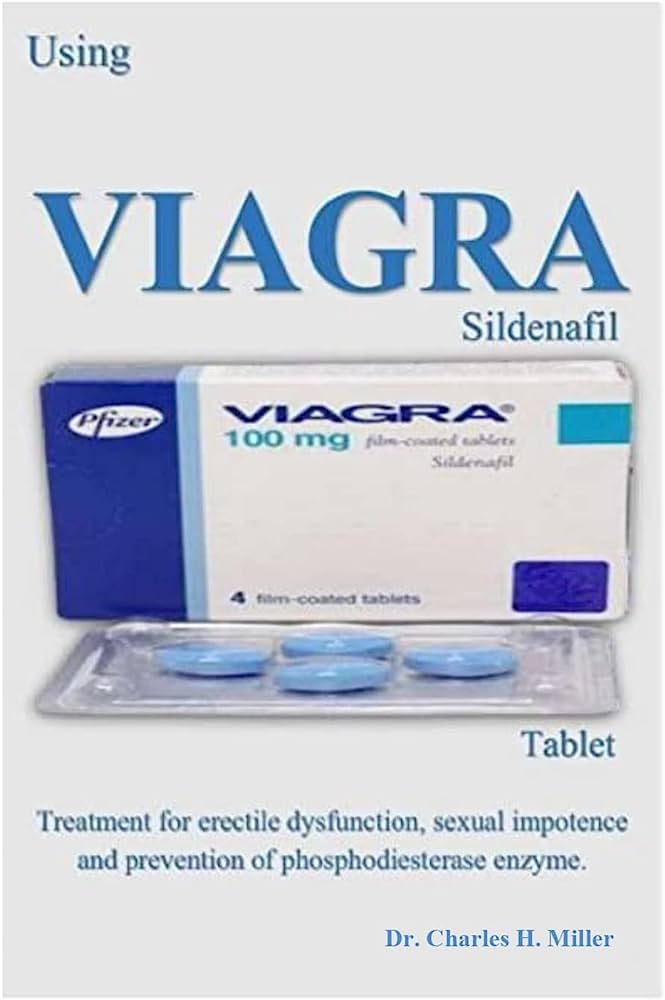 Using
VIAGRA
Sildenafil
Pfizer
VIAGRA®
100 mg film-coated tablets
Sildenafil
4 film-coated tablets
Tablet
Treatment for erectile dysfunction, sexual impotence
and prevention of phosphodiesterase enzyme.
Dr. Charles H. Miller